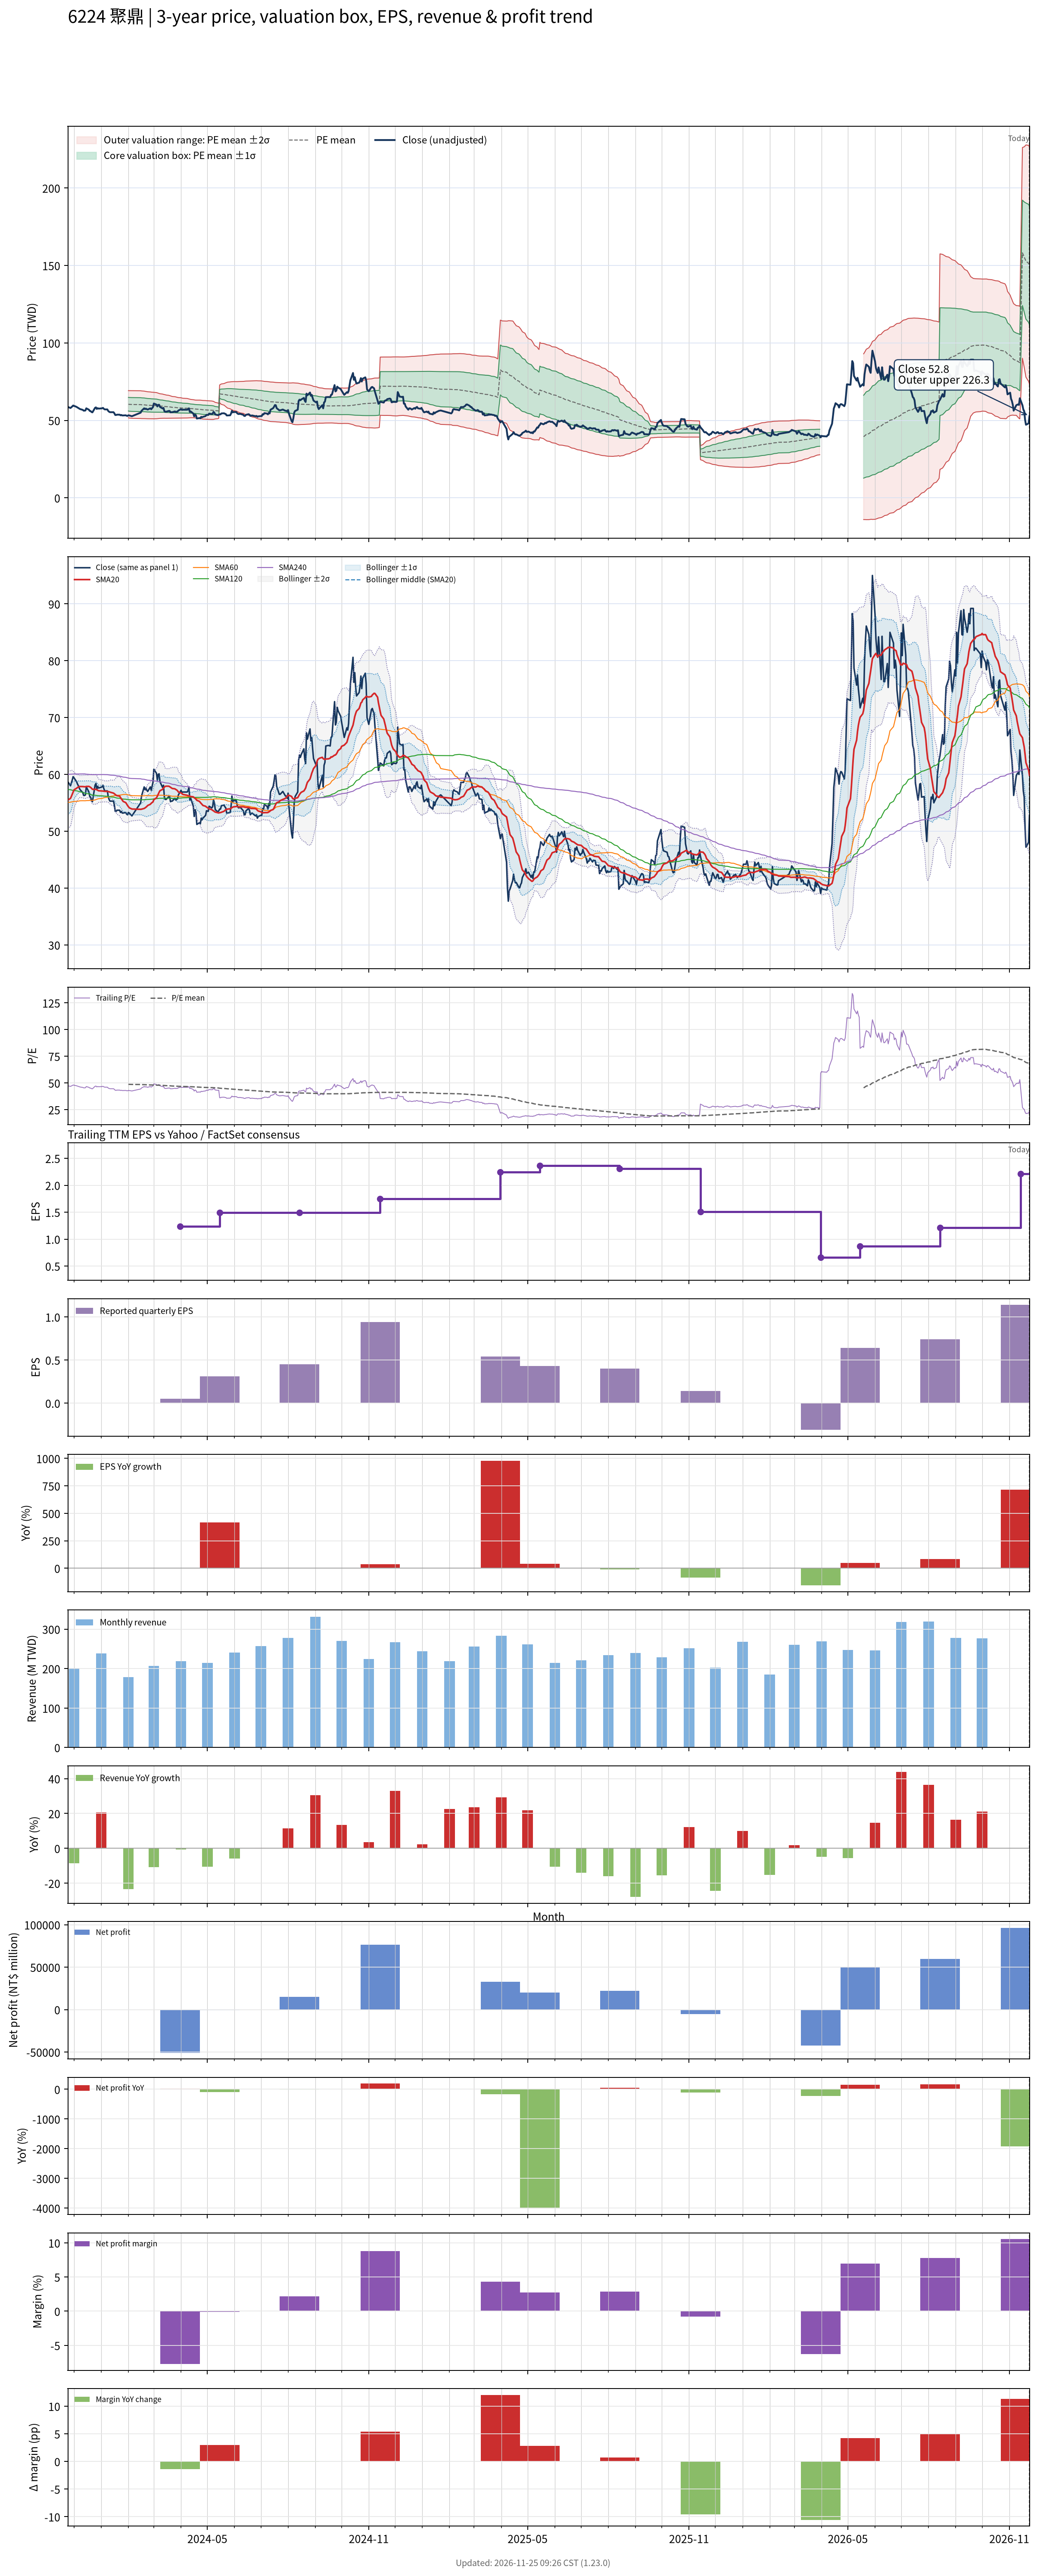 6224 聚鼎 | 3-year price, valuation box, EPS, revenue & profit trend
Outer valuation range: PE mean ±2σ
PE mean
Close (unadjusted)
Core valuation box: PE mean ±1σ
Today
200
150
100
50
0
Price (TWD)
Close 52.8
Outer upper 226.3
Close (same as panel 1)
SMA60
SMA240
Bollinger ±1σ
SMA20
SMA120
Bollinger ±2σ
Bollinger middle (SMA20)
90
80
70
60
50
40
30
Price
Trailing P/E
P/E mean
125
100
75
50
25
P/E
Trailing TTM EPS vs Yahoo / FactSet consensus
Today
2.5
2.0
1.5
1.0
0.5
EPS
Reported quarterly EPS
1.0
0.5
0.0
EPS
EPS YoY growth
1000
750
500
250
0
YoY (%)
Monthly revenue
300
200
100
0
Revenue (M TWD)
Revenue YoY growth
40
20
0
-20
YoY (%)
Month
Net profit
100000
50000
0
-50000
Net profit (NT$ million)
Net profit YoY
0
-1000
-2000
-3000
-4000
YoY (%)
Net profit margin
10
5
0
-5
Margin (%)
Margin YoY change
10
5
0
-5
-10
Δ margin (pp)
2024-05
2024-11
2025-05
2025-11
2026-05
2026-11
Updated: 2026-11-25 09:26 CST (1.23.0)